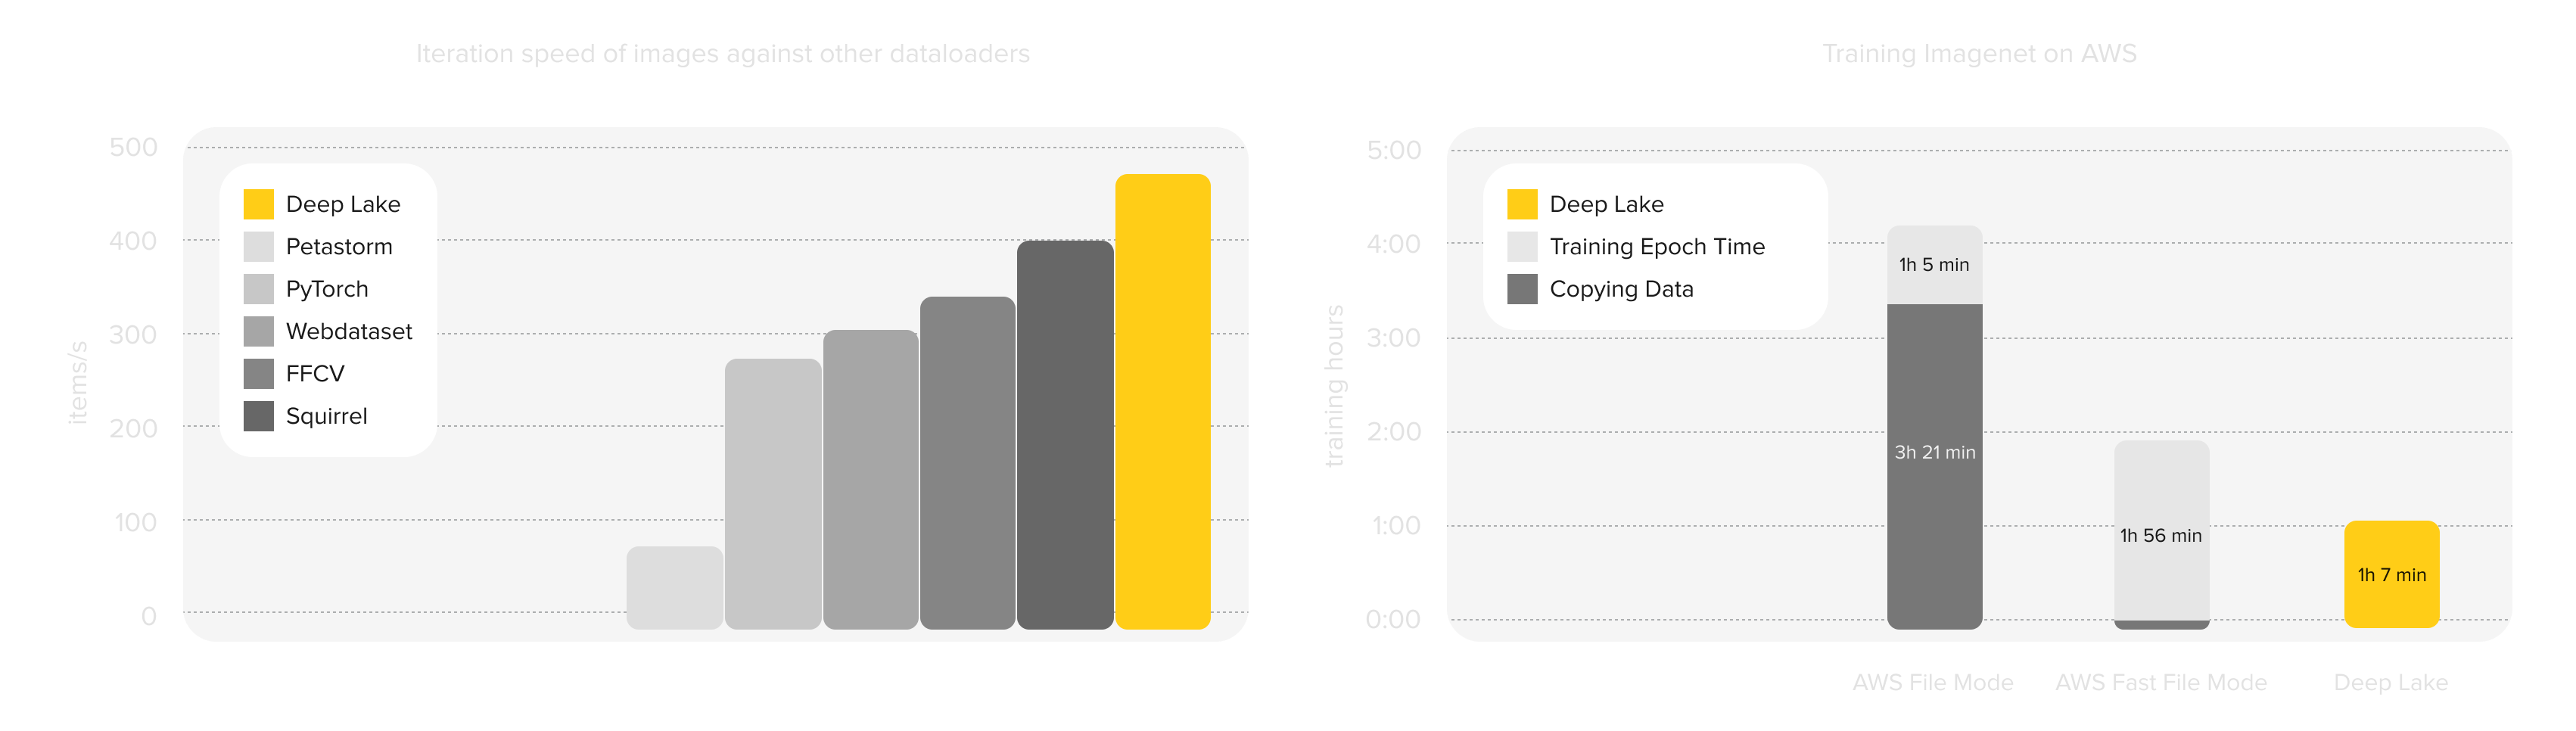 Iteration speed of images against other dataloaders
500
400
300
200
100
0
items/s
Deep Lake
Petastorm
PyTorch
Webdataset
FFCV
Squirrel
Training Imagenet on AWS
5:00
4:00
3:00
2:00
1:00
0:00
training hours
Deep Lake
Training Epoch Time
Copying Data
1h 5 min
3h 21 min
1h 56 min
1h 7 min
AWS File Mode
AWS Fast File Mode
Deep Lake